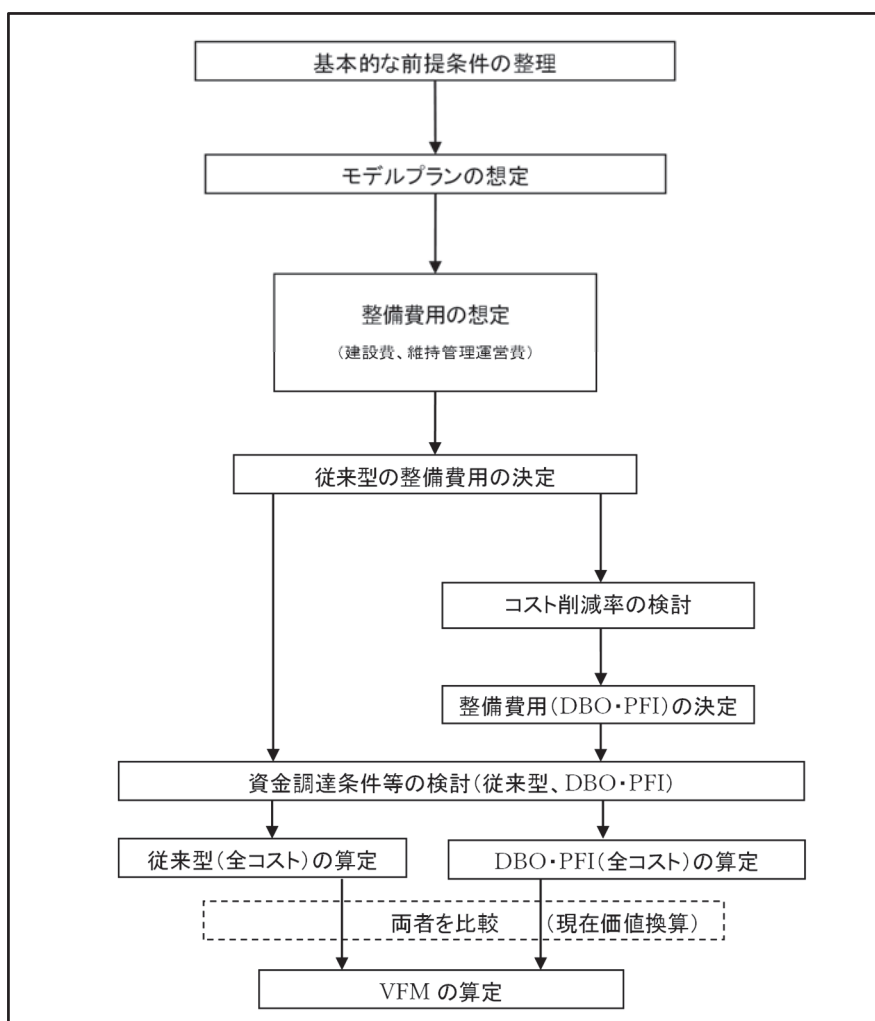 基本的な前提条件の整理
モデルプランの想定
整備費用の想定
（建設費、維持管理運営費）
従来型の整備費用の決定
コスト削減率の検討
整備費用（DBO・PFI）の決定
資金調達条件等の検討（従来型、DBO・PFI）
従来型（全コスト）の算定
DBO・PFI（全コスト）の算定
両者を比較　（現在価値換算）
VFM の算定